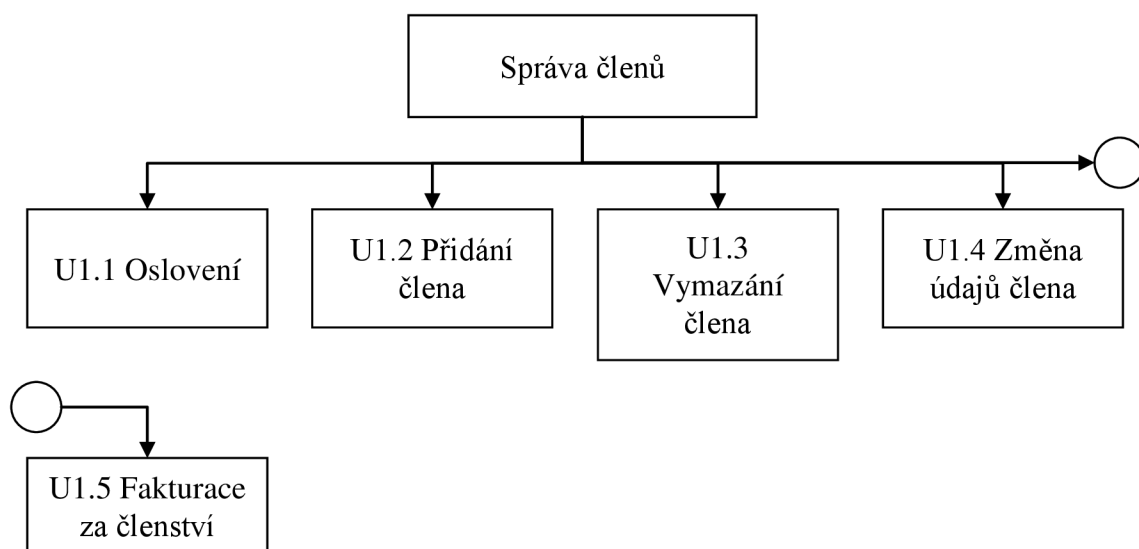 Správa členů
U1.1 Oslovení
U1.2 Přidání
člena
U1.3
Vymazání
člena
U1.4 Změna
údajů člena
U1.5 Fakturace
za členství